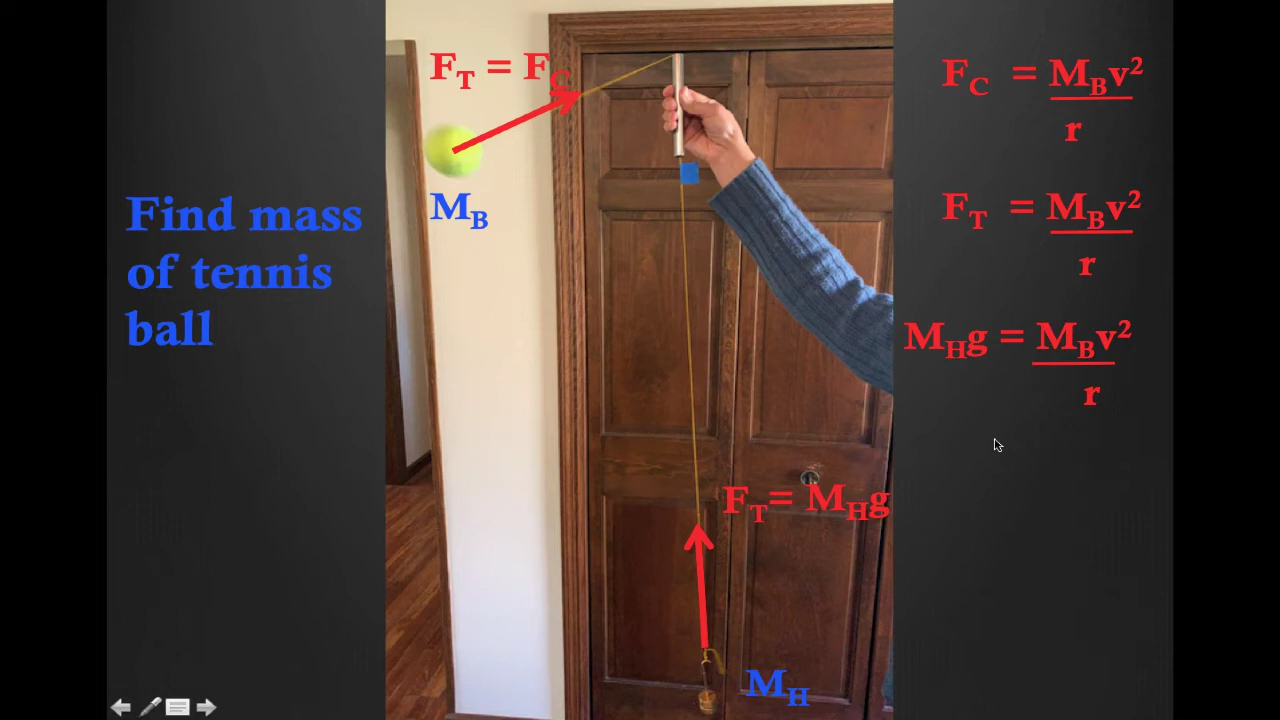 Find mass
of tennis
ball
F_T = F_C
M_B
F_T = M_Hg
M_H
F_C = M_Bv²
r
F_T = M_Bv²
r
M_Hg = M_Bv²
r